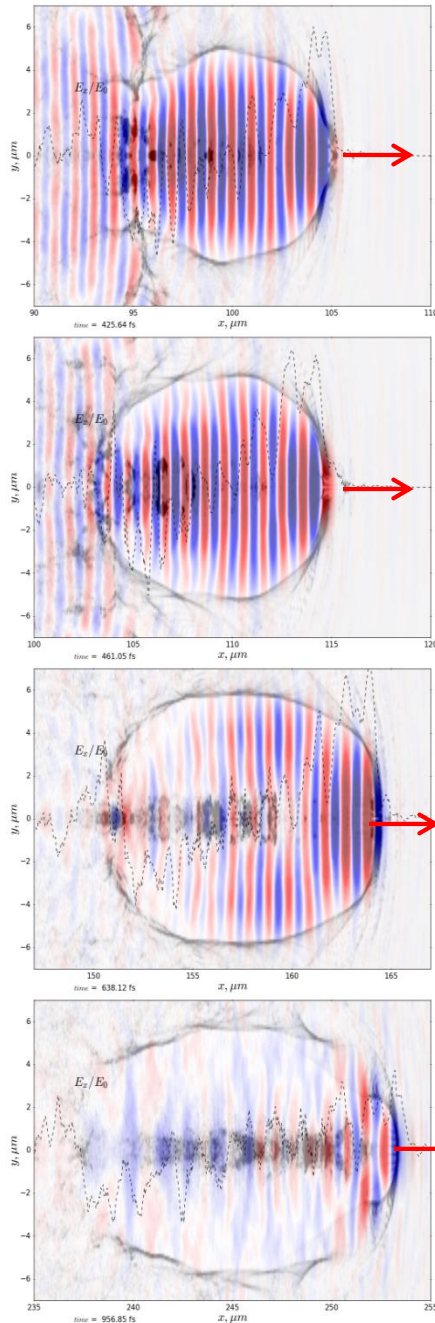 6
4
2
0
−2
−4
−6
y, μm
E_x/E_0
90 95 100 105 110
time = 425.64 fs
x, μm
6
4
2
0
−2
−4
−6
y, μm
E_x/E_0
100 105 110 115 120
time = 461.05 fs
x, μm
6
4
2
0
−2
−4
−6
y, μm
E_x/E_0
150 155 160 165
time = 638.12 fs
x, μm
6
4
2
0
−2
−4
−6
y, μm
E_x/E_0
235 240 245 250 255
time = 956.85 fs
x, μm